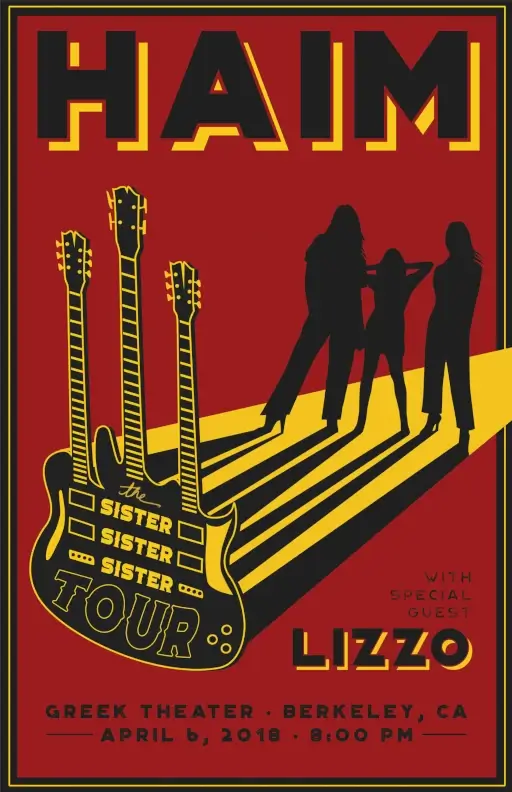 HAIM
the
SISTER
SISTER
SISTER
TOUR
WITH
SPECIAL
GUEST
LIZZO
GREEK THEATER · BERKELEY, CA
APRIL 6, 2018 · 8:00 PM